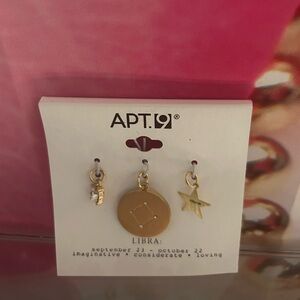 APT.9®
LIBRA:
september 23 - october 22
imaginative • considerate • loving